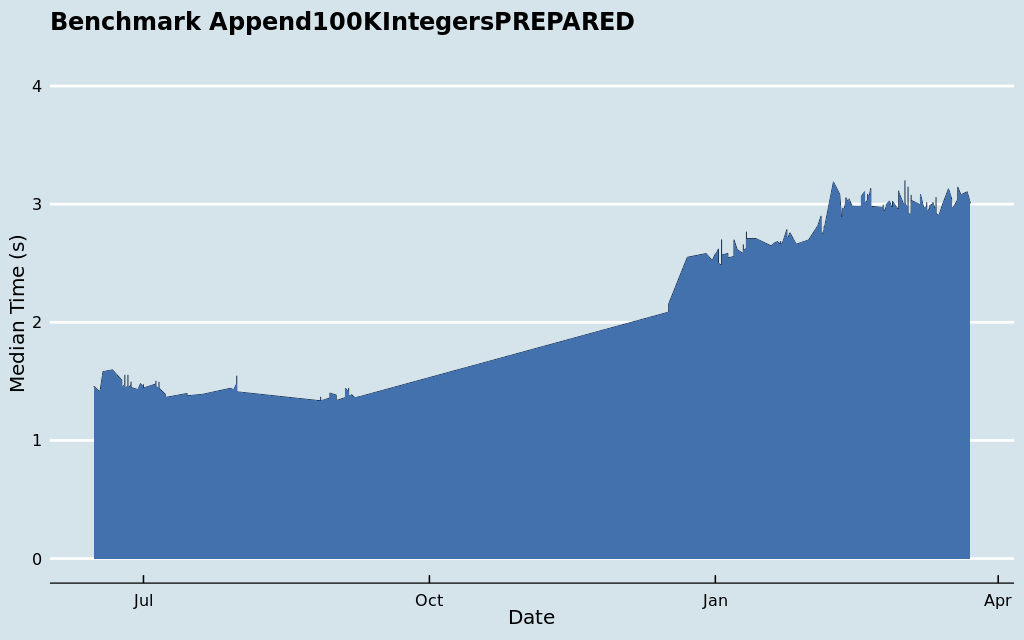 Benchmark Append100KIntegersPREPARED
4
3
2
1
0
Median Time (s)
Jul
Oct
Jan
Apr
Date